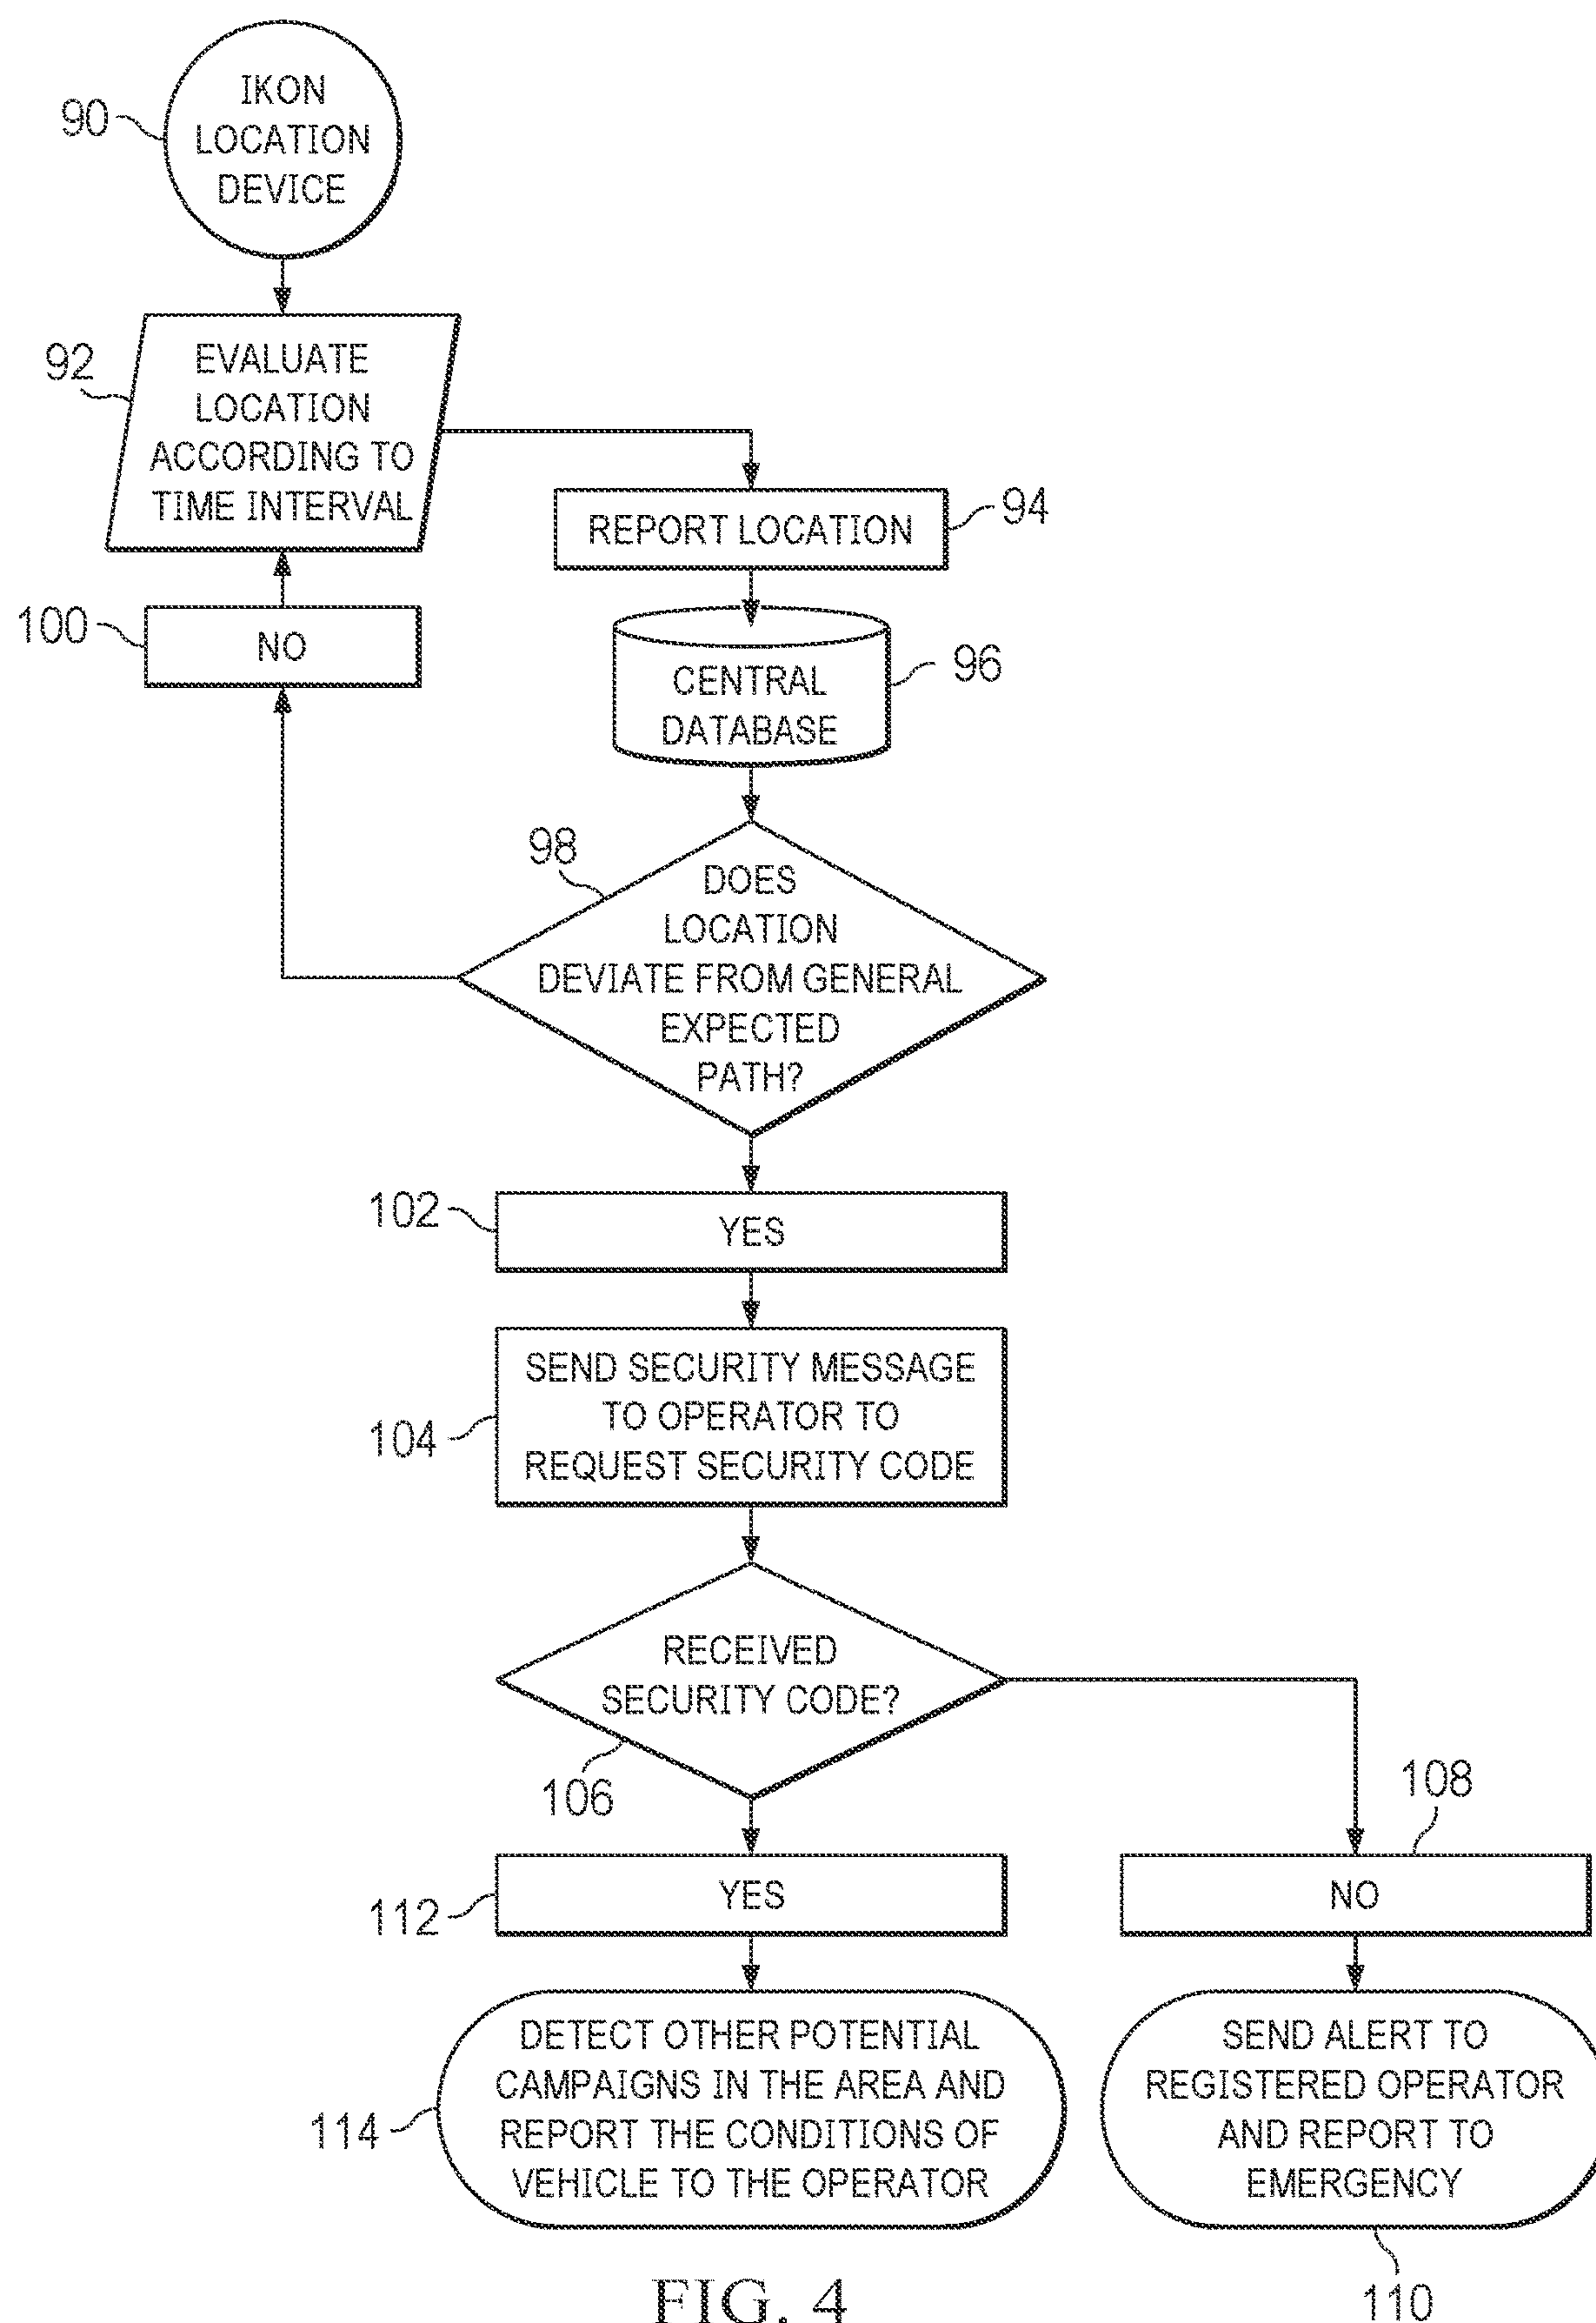 90
IKON
LOCATION
DEVICE
92
EVALUATE
LOCATION
ACCORDING TO
TIME INTERVAL
REPORT LOCATION
94
100
NO
CENTRAL
DATABASE
96
98
DOES
LOCATION
DEVIATE FROM GENERAL
EXPECTED
PATH?
102
YES
104
SEND SECURITY MESSAGE
TO OPERATOR TO
REQUEST SECURITY CODE
RECEIVED
SECURITY CODE?
106
108
112
YES
NO
114
DETECT OTHER POTENTIAL
CAMPAIGNS IN THE AREA AND
REPORT THE CONDITIONS OF
VEHICLE TO THE OPERATOR
SEND ALERT TO
REGISTERED OPERATOR
AND REPORT TO
EMERGENCY
110
FIG. 4